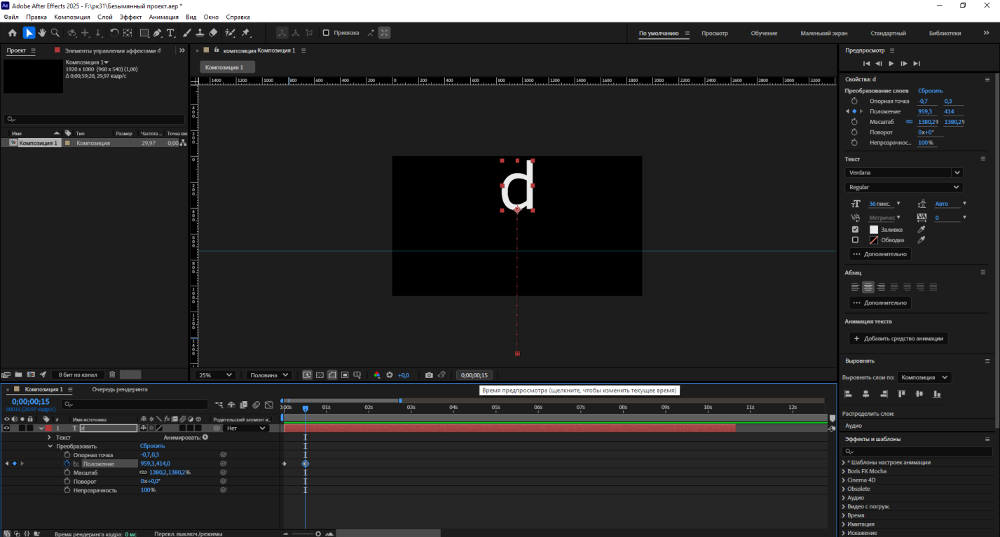 Adobe After Effects 2025 - F:\рк31\Безымянный проект.aep *
Файл Правка Композиция Слой Эффект Анимация Вид Окно Справка
Привязка
По умолчанию Просмотр Обучение Маленький экран Стандартный Библиотеки
Проект Элементы управления эффектами d
Композиция 1
1920 x 1080 (960 x 540) (1,00)
Δ 0;00;59;28, 29,97 кадр/с
Имя Тип Размер Частота ... Точка вх
Композиция 1 Композиция 29,97 0;00
8 бит на канал
композиция Композиция 1
Композиция 1
1400 1200 1000 800 600 400 200 0 200 400 600 800 1000 1200 1400 1600 1800 2000 2200 2400 2600 2800 3000 3200
d
25% Половина +0,0 0;00;00;15
Время предпросмотра (щелкните, чтобы изменить текущее время)
Предпросмотр
Свойства: d
Преобразование слоев Сбросить
Опорная точка -0,7 0,3
Положение 959,3 414
Масштаб 1380,29 1380,29
Поворот 0x+0°
Непрозрачнос... 100%
Текст
Verdana
Regular
36 пикс. Авто
Метричес 0
Заливка
Обводка
Дополнительно
Абзац
Дополнительно
Анимация текста
Добавить средство анимации
Выровнять
Выровнять слои по: Композиция
Распределить слои:
Аудио
Эффекты и шаблоны
* Шаблоны настроек анимации
Boris FX Mocha
Cinema 4D
Obsolete
Аудио
Видео с погруж.
Время
Имитация
Искажение
Композиция 1 Очередь рендеринга
0;00;00;15
00015 (29.97 кадр/с)
:00s 01s 02s 03s 04s 05s 06s 07s 08s 09s 10s 11s 12s
# Имя источника Родительский элемент и...
1 T d Нет
Текст Анимировать:
Преобразовать Сбросить
Опорная точка -0,7,0,3
Положение 959,3,414,0
Масштаб 1380,2,1380,2%
Поворот 0x+0,0°
Непрозрачность 100%
Время рендеринга кадра: 0 мс Перекл. выключ./режимы